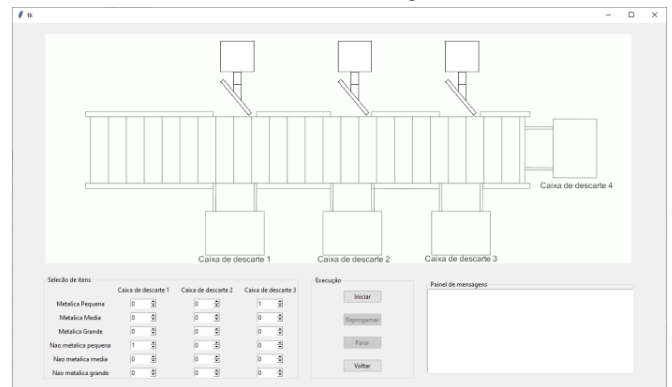 tk
Caixa de descarte 4
Caixa de descarte 1 Caixa de descarte 2 Caixa de descarte 3
Selecão de itens
Caixa de descarte 1 Caixa de descarte 2 Caixa de descarte 3
Metalica Pequena 0 0 1
Metalica Media 0 0 0
Metalica Grande 0 0 0
Nao metalica pequena 1 0 0
Nao metalica media 0 0 0
Nao metalica grande 0 0 0
Execução
Iniciar
Reprogamar
Parar
Voltar
Painel de mensagens